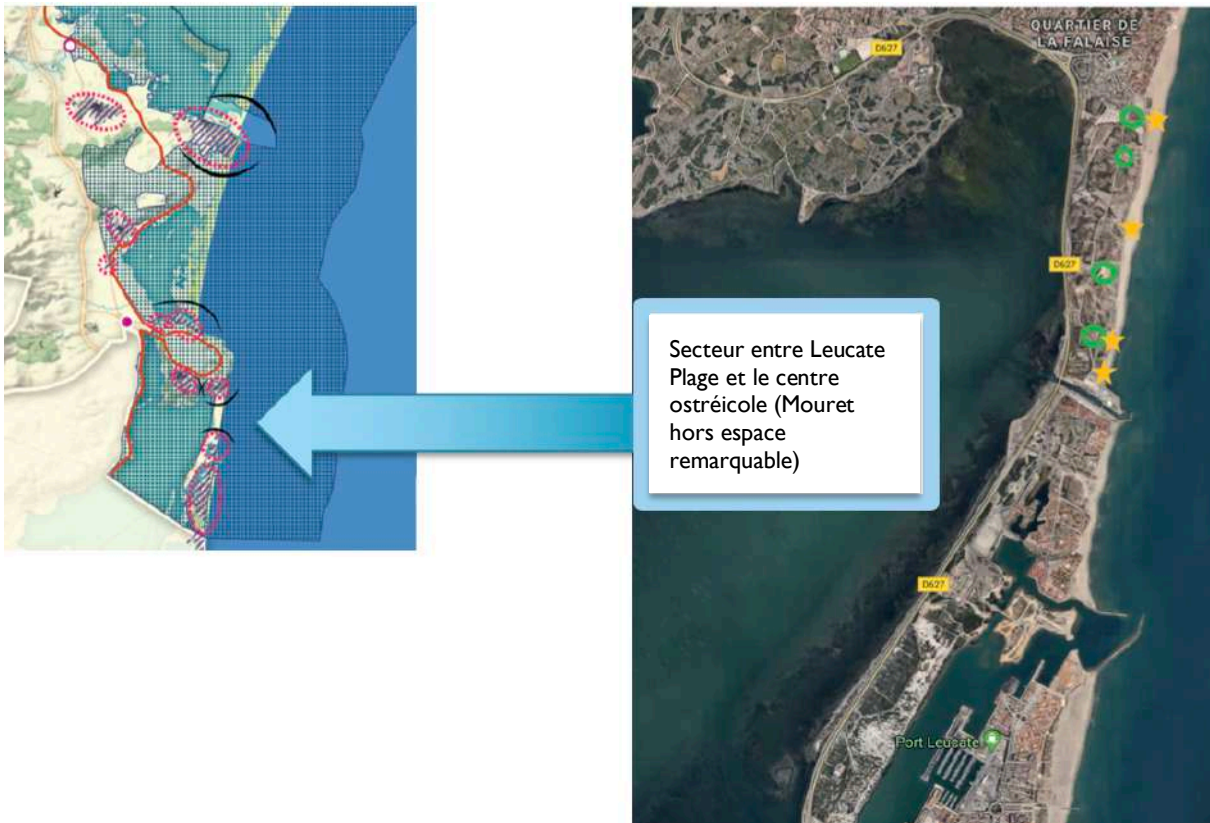 QUARTIER DE
LA FALAISE
D627
D627
Secteur entre Leucate
Plage et le centre
ostréicole (Mouret
hors espace
remarquable)
D627
Port Leucate